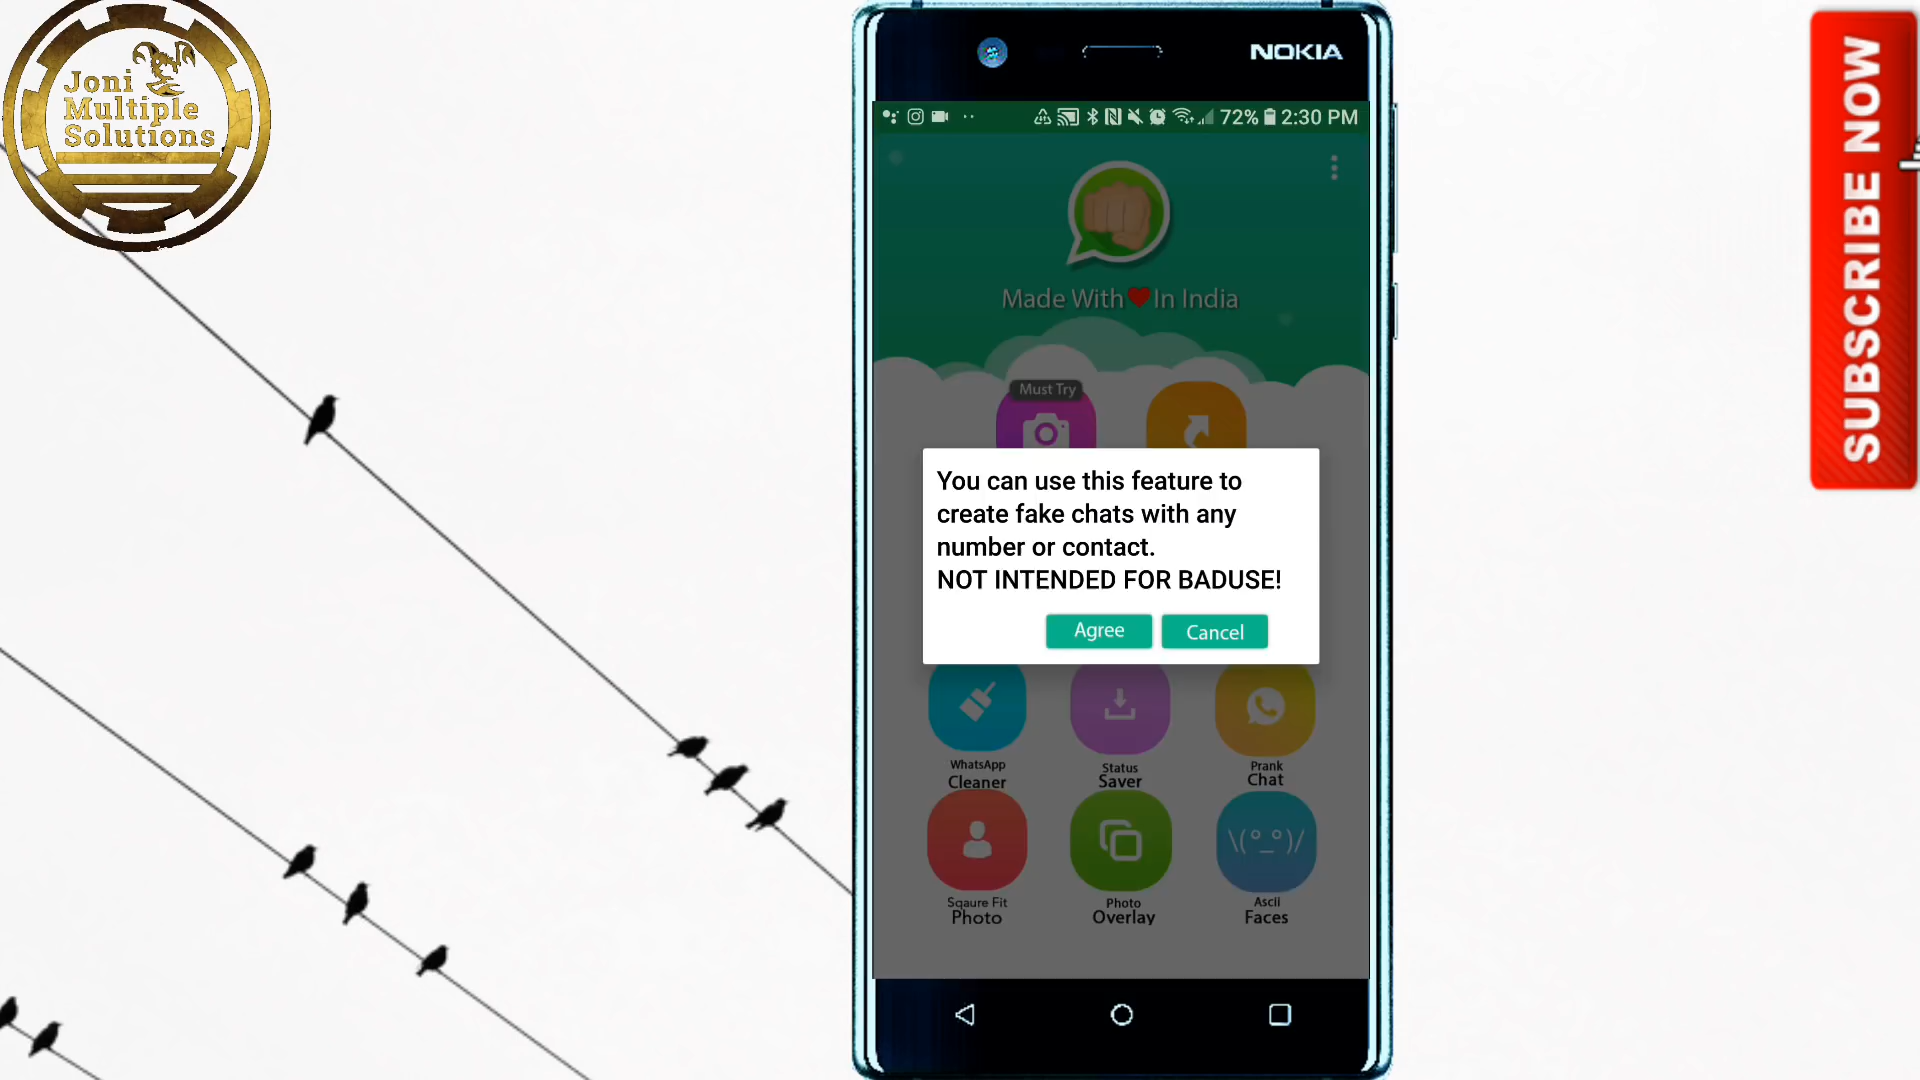 Joni
Multiple
Solutions
NOKIA
72% 2:30 PM
Made With In India
Must Try
You can use this feature to
create fake chats with any
number or contact.
NOT INTENDED FOR BADUSE!
Agree Cancel
WhatsApp
Cleaner
Status
Saver
Prank
Chat
Sqaure Fit
Photo
Photo
Overlay
\(°_°)/
Ascii
Faces
SUBSCRIBE NOW